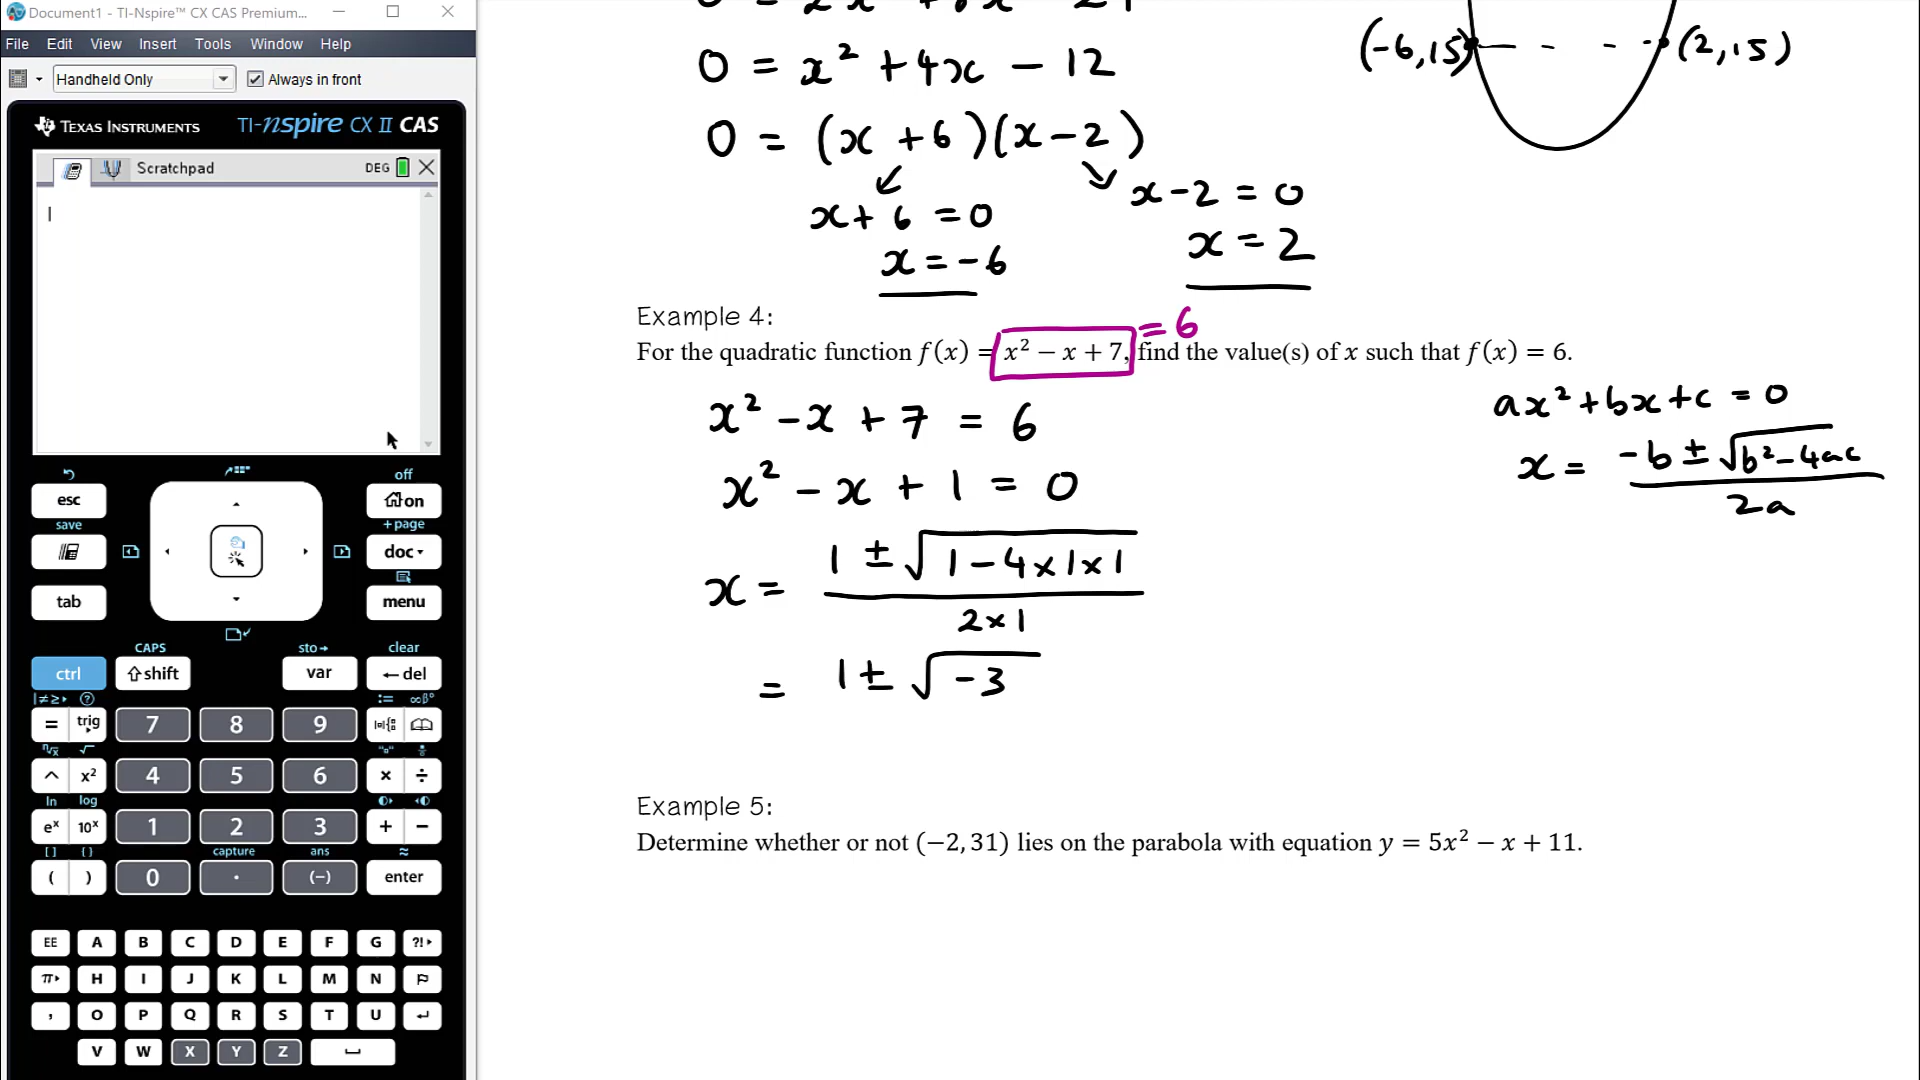 Document1 - TI-Nspire™ CX CAS Premium...
File Edit View Insert Tools Window Help
Handheld Only Always in front
TEXAS INSTRUMENTS TI-nspire CX II CAS
Scratchpad DEG
off
esc on
save + page
doc
tab menu
CAPS sto→ clear
ctrl shift var ←del
|≠≥▸ ? := ∞β°
= trig 7 8 9
ⁿ√x √
^ x² 4 5 6 × ÷
ln log
eˣ 10ˣ 1 2 3 + −
[ ] { } capture ans ≈
( ) 0 . (−) enter
EE A B C D E F G ?!▸
π▸ H I J K L M N
, O P Q R S T U ↵
V W X Y Z
0 = x² + 4x − 12
0 = (x + 6)(x − 2)
x + 6 = 0
x = −6
x − 2 = 0
x = 2
(−6, 15) (2, 15)
Example 4:
= 6
For the quadratic function f(x) = x² − x + 7, find the value(s) of x such that f(x) = 6.
x² − x + 7 = 6
x² − x + 1 = 0
x = (1 ± √(1 − 4×1×1)) / (2×1)
= 1 ± √−3
ax² + bx + c = 0
x = (−b ± √(b² − 4ac)) / 2a
Example 5:
Determine whether or not (−2, 31) lies on the parabola with equation y = 5x² − x + 11.